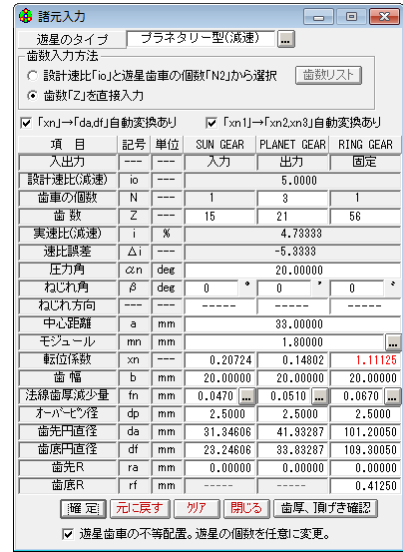 諸元入力
遊星のタイプ プラネタリー型(減速) ...
歯数入力方法
設計速比「io」と遊星歯車の個数「N2」から選択 歯数リスト
歯数「Z」を直接入力
「xn」→「da,df」自動変換あり 「xn1」→「xn2,xn3」自動変換あり
項 目 記号 単位 SUN GEAR PLANET GEAR RING GEAR
入出力 --- --- 入力 出力 固定
設計速比(減速) io --- 5.0000
歯車の個数 N --- 1 3 1
歯 数 Z --- 15 21 56
実速比(減速) i % 4.73333
速比誤差 Δi --- -5.3333
圧力角 αn deg 20.00000
ねじれ角 β deg 0 ° 0 ' 0 °
ねじれ方向 --- --- ----- ----- -----
中心距離 a mm 33.00000
モジュール mn mm 1.80000 ...
転位係数 xn --- 0.20724 0.14802 1.11125
歯 幅 b mm 20.00000 20.00000 20.00000
法線歯厚減少量 fn mm 0.0470 ... 0.0510 ... 0.0670 ...
オーバーピン径 dp mm 2.5000 2.5000 2.5000
歯先円直径 da mm 31.34606 41.93287 101.20050
歯底円直径 df mm 23.24606 33.83287 109.30050
歯先R ra mm 0.00000 0.00000 0.00000
歯底R rf mm ----- ----- 0.41250
確 定 元に戻す クリア 閉じる 歯厚、頂げき確認
遊星歯車の不等配置。遊星の個数を任意に変更。